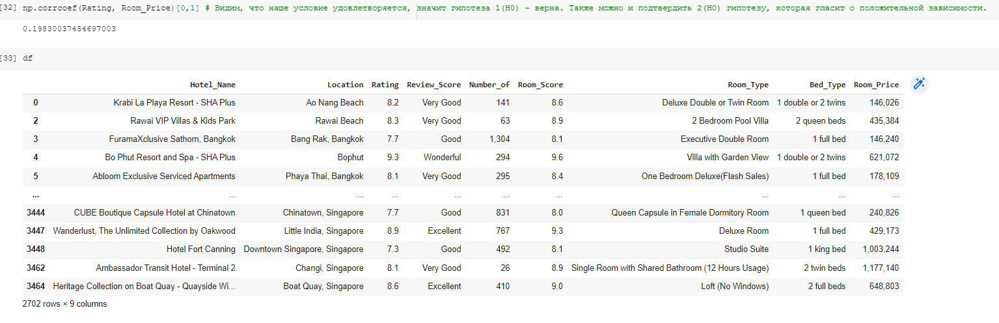 [32] np.corrcoef(Rating, Room_Price)[0,1] # Видим, что наше условие удовлетворяется, значит гипотеза 1(H0) - верна. Также можно и подтвердить 2(H0) гипотезу, которая гласит о положительной зависимости.
0.19830037454697003
[33] df
Hotel_Name Location Rating Review_Score Number_of Room_Score Room_Type Bed_Type Room_Price
0 Krabi La Playa Resort - SHA Plus Ao Nang Beach 8.2 Very Good 141 8.6 Deluxe Double or Twin Room 1 double or 2 twins 146,026
2 Rawai VIP Villas & Kids Park Rawai Beach 8.3 Very Good 63 8.9 2 Bedroom Pool Villa 2 queen beds 435,384
3 FuramaXclusive Sathorn, Bangkok Bang Rak, Bangkok 7.7 Good 1,304 8.1 Executive Double Room 1 full bed 146,240
4 Bo Phut Resort and Spa - SHA Plus Bophut 9.3 Wonderful 294 9.6 Villa with Garden View 1 double or 2 twins 621,072
5 Abloom Exclusive Serviced Apartments Phaya Thai, Bangkok 8.1 Very Good 295 8.4 One Bedroom Deluxe(Flash Sales) 1 full bed 178,109
... ... ... ... ... ... ... ... ... ...
3444 CUBE Boutique Capsule Hotel at Chinatown Chinatown, Singapore 7.7 Good 831 8.0 Queen Capsule in Female Dormitory Room 1 queen bed 240,826
3447 Wanderlust, The Unlimited Collection by Oakwood Little India, Singapore 8.9 Excellent 767 9.3 Deluxe Room 1 full bed 429,173
3448 Hotel Fort Canning Downtown Singapore, Singapore 7.3 Good 492 8.1 Studio Suite 1 king bed 1,003,244
3462 Ambassador Transit Hotel - Terminal 2 Changi, Singapore 8.1 Very Good 26 8.9 Single Room with Shared Bathroom (12 Hours Usage) 2 twin beds 1,177,140
3464 Heritage Collection on Boat Quay - Quayside Wi... Boat Quay, Singapore 8.6 Excellent 410 9.0 Loft (No Windows) 2 full beds 648,803
2702 rows × 9 columns